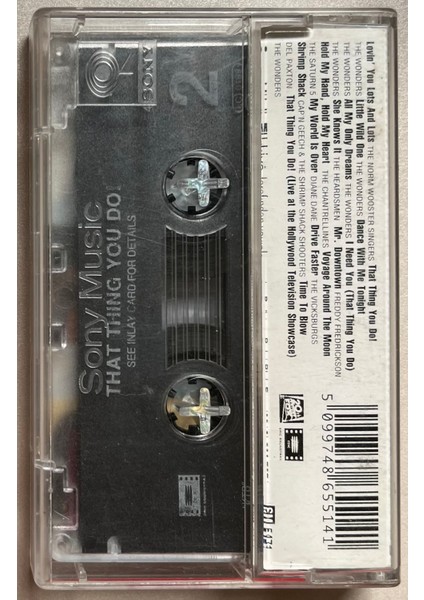 SONY
2
Sony Music
THAT THING YOU DO!
SEE INLAY CARD FOR DETAILS
Lovin' You Lots And Lots THE NORM WOOSTER SINGERS That Thing You Do!
THE WONDERS Little Wild One THE WONDERS Dance With Me Tonight
THE WONDERS All My Only Dreams THE WONDERS I Need You (That Thing You Do)
THE WONDERS She Knows It THE HEARDSMEN Mr. Downtown FREDDY FREDRICKSON
Hold My Hand, Hold My Heart THE CHANTRELLINES Voyage Around The Moon
THE SATURN 5 My World Is Over DIANE DANE Drive Faster THE VICKSBURGS
Shrimp Shack CAP'N GEECH & THE SHRIMP SHACK SHOOTERS Time To Blow
DEL PAXTON That Thing You Do! (Live at the Hollywood Television Showcase)
THE WONDERS
5 099748 655141